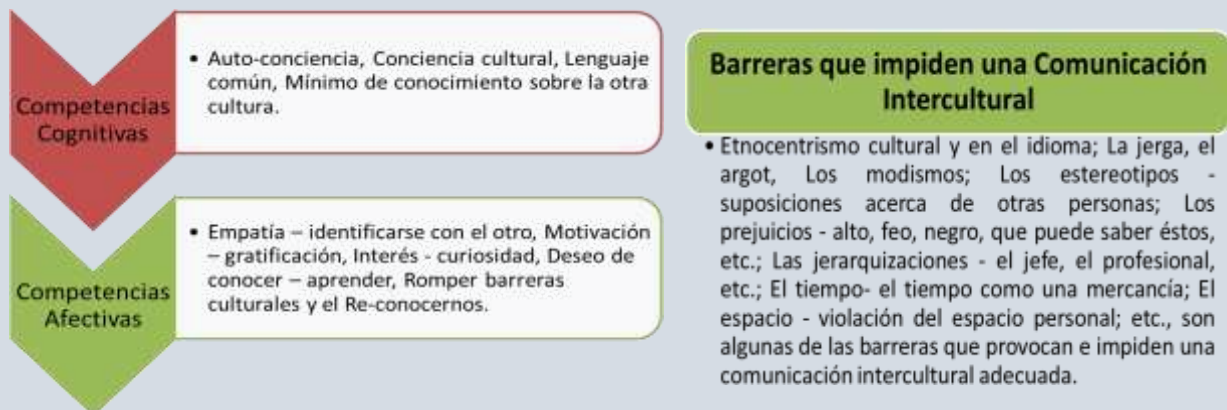 Competencias
Cognitivas
• Auto-conciencia, Conciencia cultural, Lenguaje
común, Mínimo de conocimiento sobre la otra
cultura.
Competencias
Afectivas
• Empatía – identificarse con el otro, Motivación
– gratificación, Interés - curiosidad, Deseo de
conocer – aprender, Romper barreras
culturales y el Re-conocernos.
Barreras que impiden una Comunicación
Intercultural
• Etnocentrismo cultural y en el idioma; La jerga, el
argot, Los modismos; Los estereotipos -
suposiciones acerca de otras personas; Los
prejuicios - alto, feo, negro, que puede saber éstos,
etc.; Las jerarquizaciones - el jefe, el profesional,
etc.; El tiempo- el tiempo como una mercancía; El
espacio - violación del espacio personal; etc., son
algunas de las barreras que provocan e impiden una
comunicación intercultural adecuada.